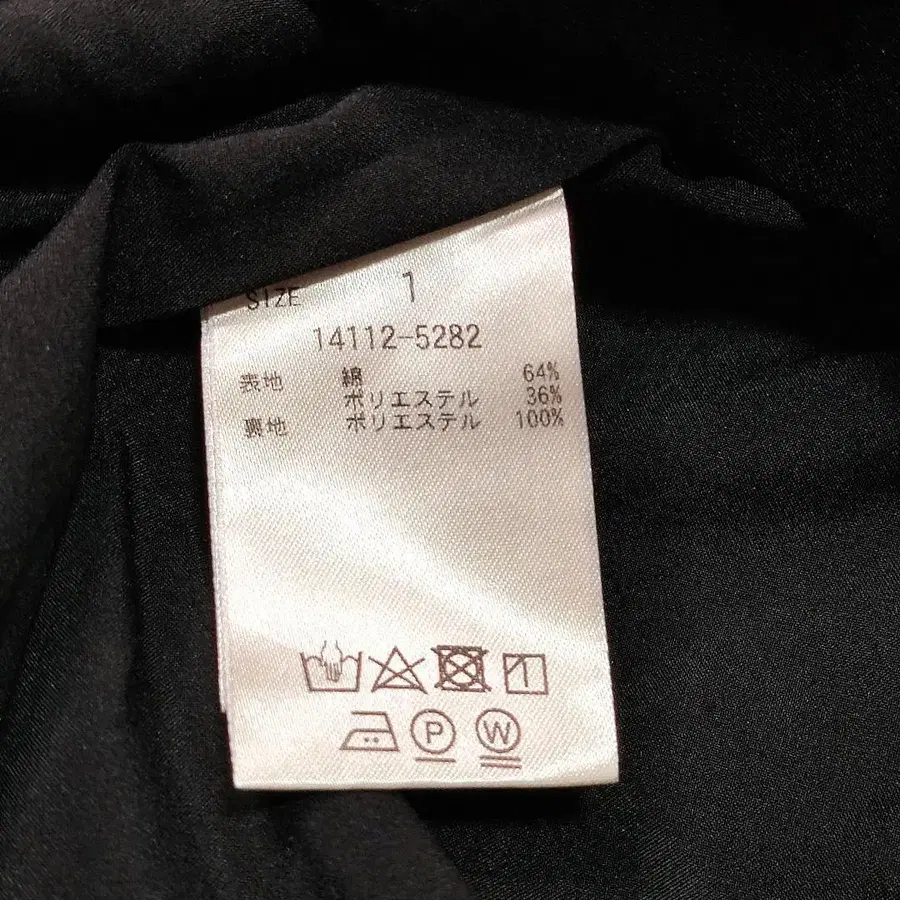 SIZE 1
14112-5282
表地 綿 64%
ポリエステル 36%
裏地 ポリエステル 100%
P W